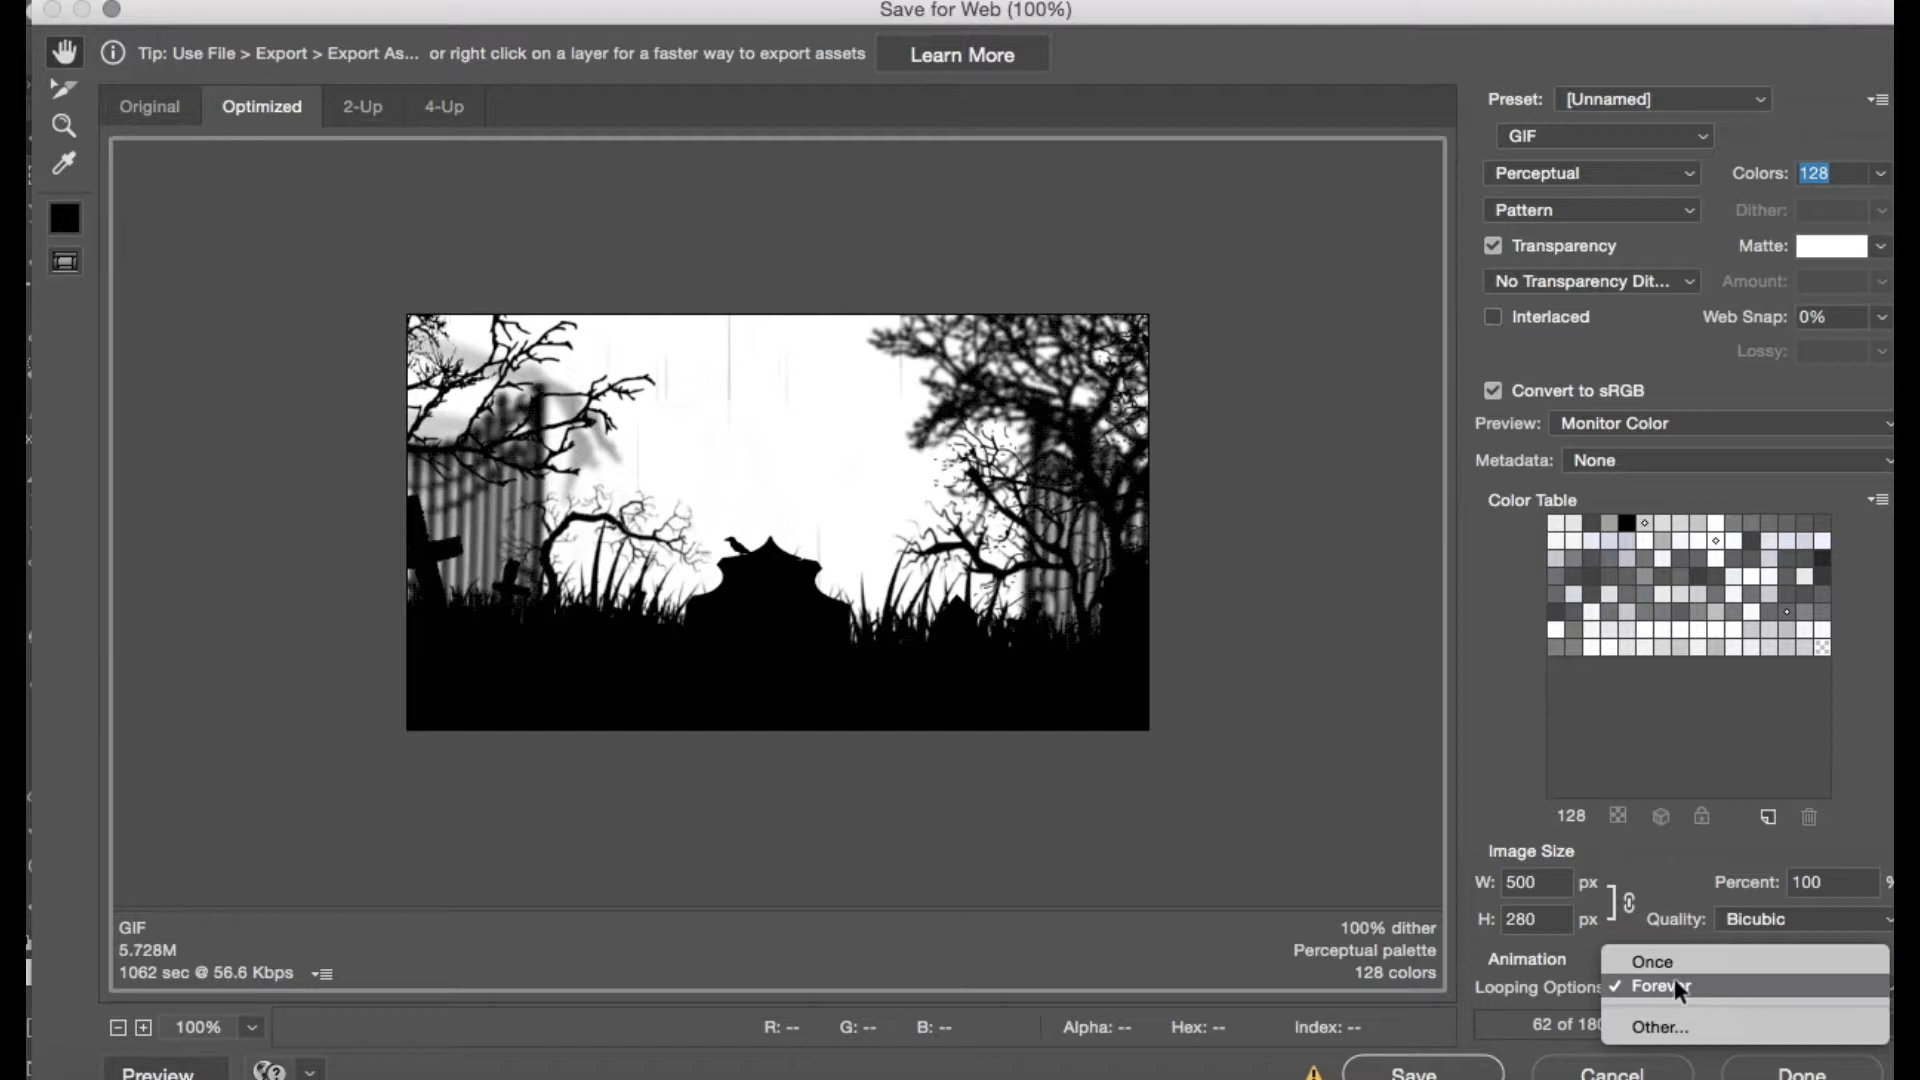 Save for Web (100%)
Tip: Use File > Export > Export As... or right click on a layer for a faster way to export assets
Learn More
Original
Optimized
2-Up
4-Up
Preset: [Unnamed]
GIF
Perceptual
Colors: 128
Pattern
Dither:
Transparency
Matte:
No Transparency Dit...
Amount:
Interlaced
Web Snap: 0%
Lossy:
Convert to sRGB
Preview: Monitor Color
Metadata: None
Color Table
128
Image Size
W: 500 px
Percent: 100 %
H: 280 px
Quality: Bicubic
Animation
Looping Options
Once
✓ Forever
Other...
62 of 180
GIF
5.728M
1062 sec @ 56.6 Kbps
100% dither
Perceptual palette
128 colors
100%
R: --
G: --
B: --
Alpha: --
Hex: --
Index: --
Preview
Save
Cancel
Done